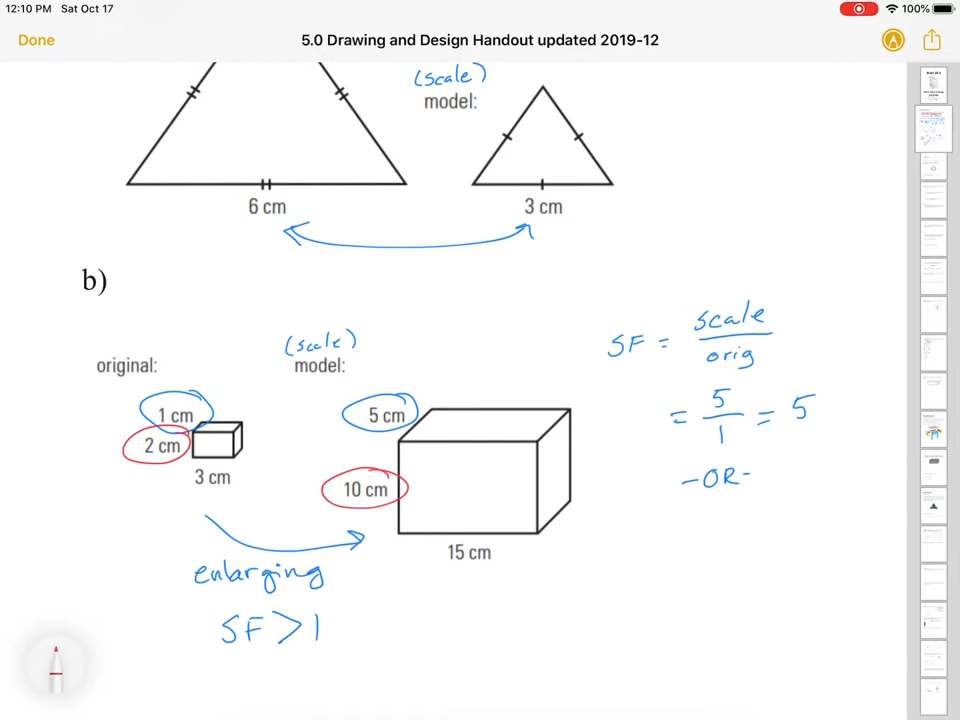 12:10 PM Sat Oct 17
100%
Done
5.0 Drawing and Design Handout updated 2019-12
(scale)
model:
6 cm
3 cm
b)
original:
(scale)
model:
1 cm
2 cm
3 cm
5 cm
10 cm
15 cm
enlarging
SF > 1
SF = scale
orig
= 5
1
= 5
-OR-